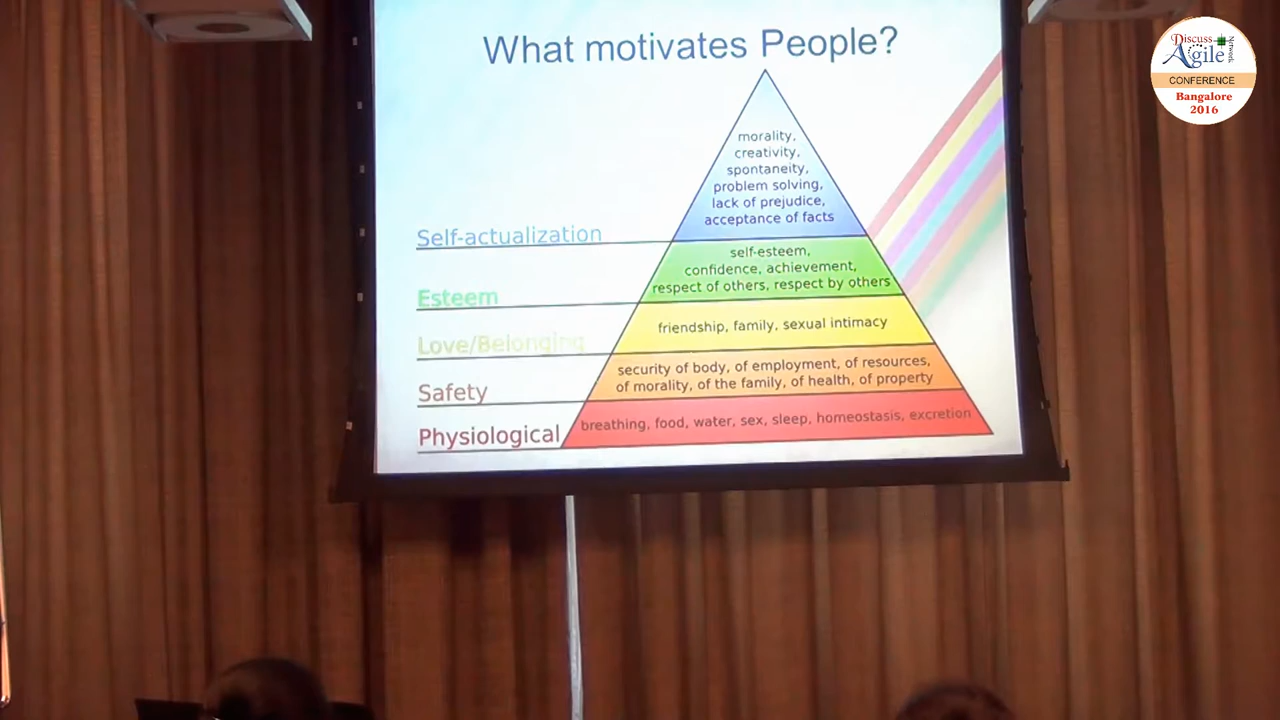 What motivates People?
morality,
creativity,
spontaneity,
problem solving,
lack of prejudice,
acceptance of facts
Self-actualization
self-esteem,
confidence, achievement,
respect of others, respect by others
Esteem
friendship, family, sexual intimacy
Love/Belonging
security of body, of employment, of resources,
of morality, of the family, of health, of property
Safety
breathing, food, water, sex, sleep, homeostasis, excretion
Physiological
Discuss
Agile
Network
CONFERENCE
Bangalore
2016